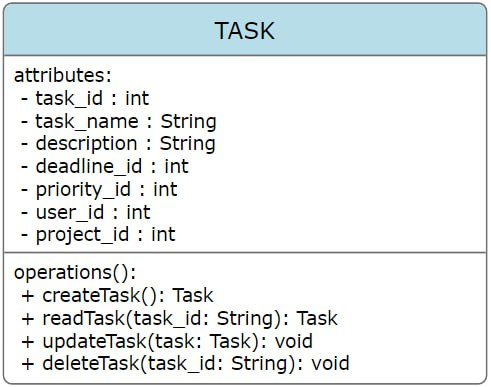 TASK
attributes:
- task_id : int
- task_name : String
- description : String
- deadline_id : int
- priority_id : int
- user_id : int
- project_id : int
operations():
+ createTask(): Task
+ readTask(task_id: String): Task
+ updateTask(task: Task): void
+ deleteTask(task_id: String): void